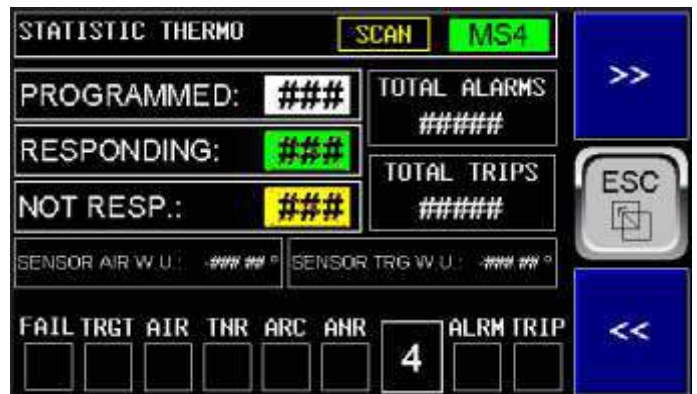 STATISTIC THERMO SCAN MS4
>>
PROGRAMMED: ###
TOTAL ALARMS
#####
RESPONDING: ###
TOTAL TRIPS
#####
ESC
NOT RESP.: ###
SENSOR AIR W.U.: -###.## ° SENSOR TRG W.U.: -###.## °
FAIL TRGT AIR TNR ARC ANR 4 ALRM TRIP
<<